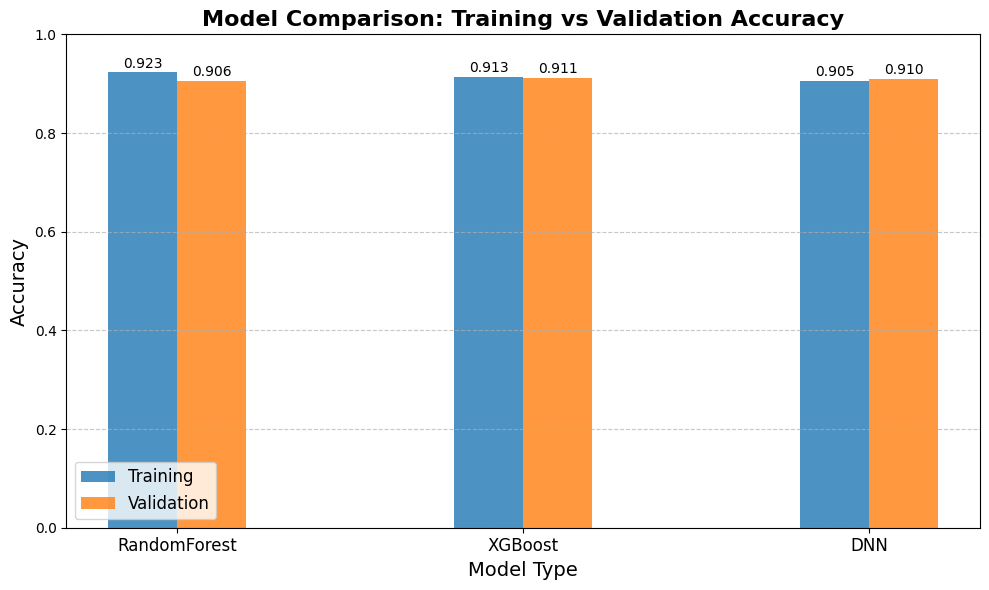 Model Comparison: Training vs Validation Accuracy
1.0
0.8
0.6
0.4
0.2
0.0
Accuracy
0.923
0.906
0.913
0.911
0.905
0.910
Training
Validation
RandomForest
XGBoost
DNN
Model Type